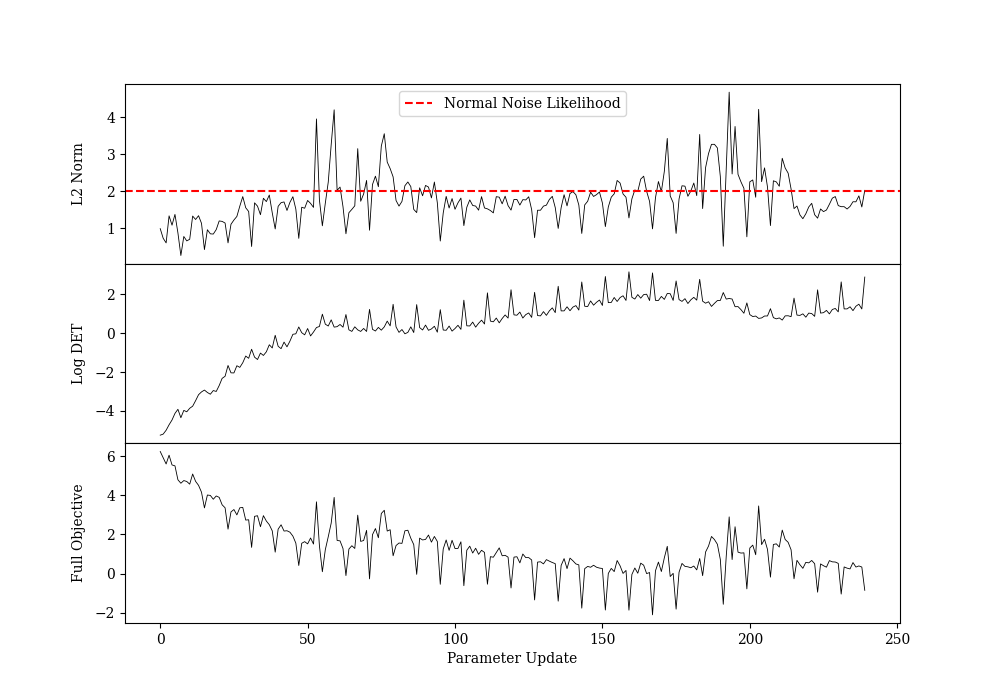 Normal Noise Likelihood
L2 Norm
4
3
2
1
Log DET
2
0
−2
−4
Full Objective
6
4
2
0
−2
0 50 100 150 200 250
Parameter Update